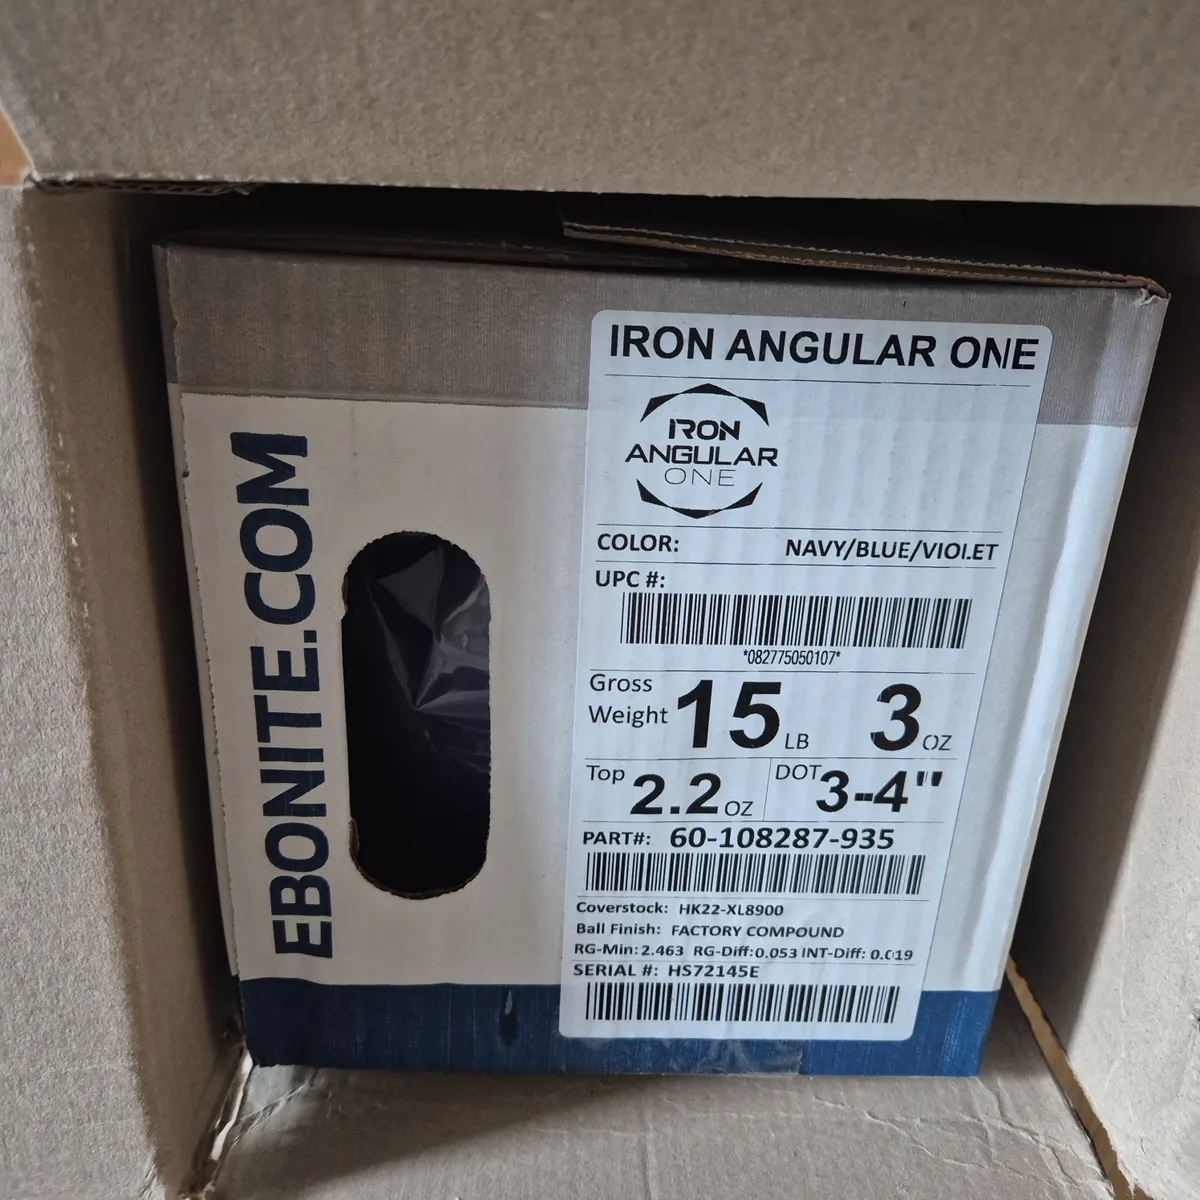 EBONITE.COM
IRON ANGULAR ONE
IRON
ANGULAR
ONE
COLOR: NAVY/BLUE/VIOLET
UPC #:
*082775050107*
Gross Weight 15 LB 3 OZ
Top 2.2 OZ DOT 3-4"
PART#: 60-108287-935
Coverstock: HK22-XL8900
Ball Finish: FACTORY COMPOUND
RG-Min: 2.463 RG-Diff: 0.053 INT-Diff: 0.019
SERIAL #: HS72145E